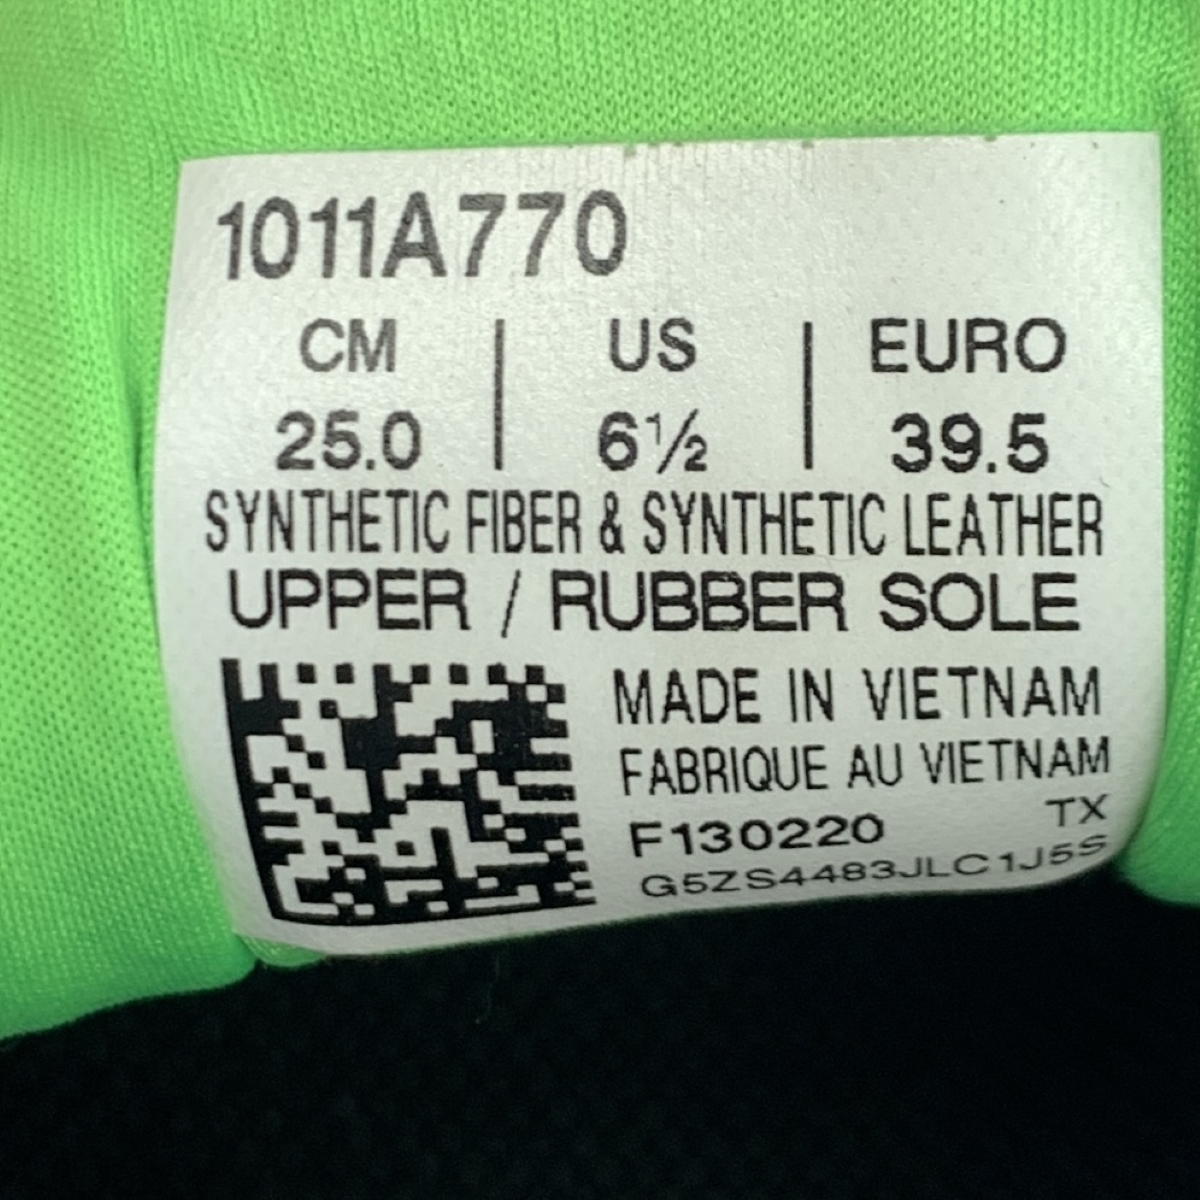 1011A770
CM | US | EURO
25.0 | 6½ | 39.5
SYNTHETIC FIBER & SYNTHETIC LEATHER
UPPER / RUBBER SOLE
MADE IN VIETNAM
FABRIQUE AU VIETNAM
TX
F130220
G5ZS4483JLC1J5S